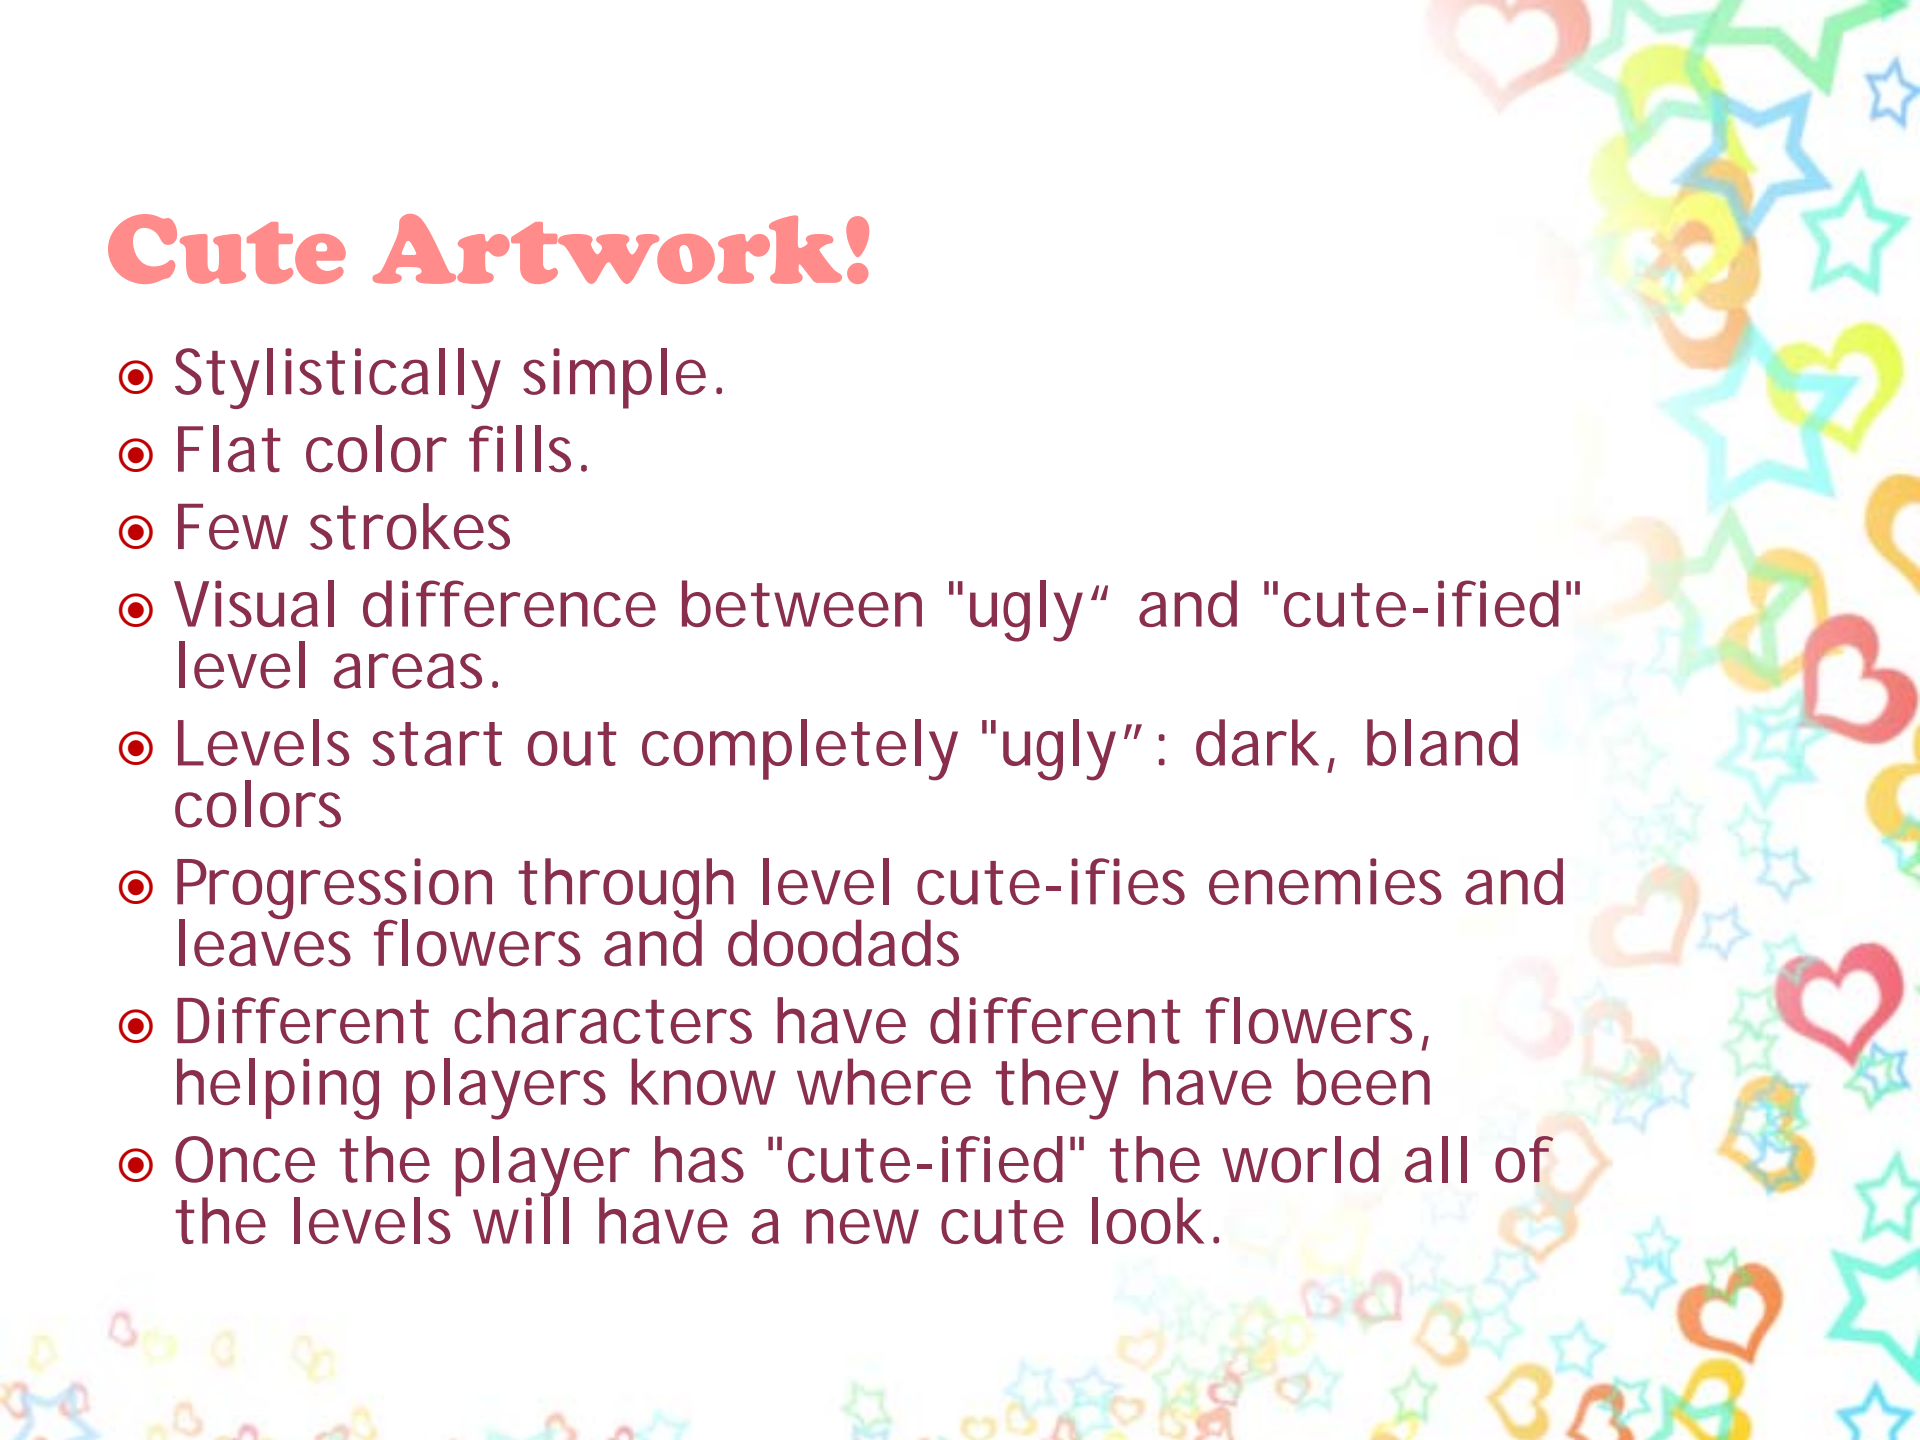 Cute Artwork!
Stylistically simple.
Flat color fills.
Few strokes
Visual difference between "ugly“ and "cute-ified"
level areas.
Levels start out completely "ugly”: dark, bland
colors
Progression through level cute-ifies enemies and
leaves flowers and doodads
Different characters have different flowers,
helping players know where they have been
Once the player has "cute-ified" the world all of
the levels will have a new cute look.